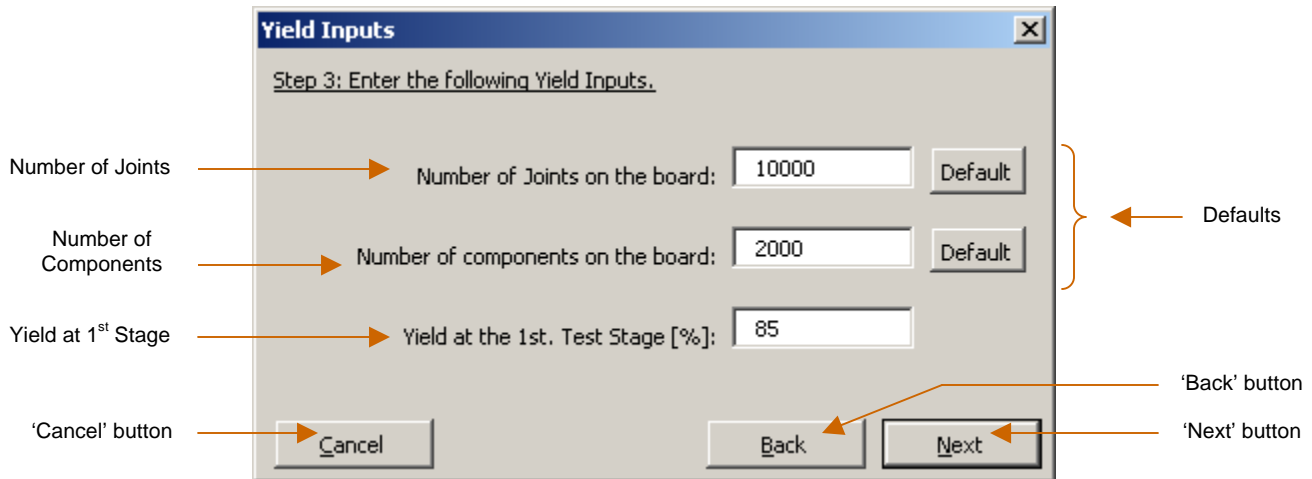 Yield Inputs
Step 3: Enter the following Yield Inputs.
Number of Joints
Number of Joints on the board:
10000
Default
Defaults
Number of
Components
Number of components on the board:
2000
Default
Yield at 1st Stage
Yield at the 1st. Test Stage [%]:
85
‘Back’ button
‘Cancel’ button
Cancel
Back
Next
‘Next’ button